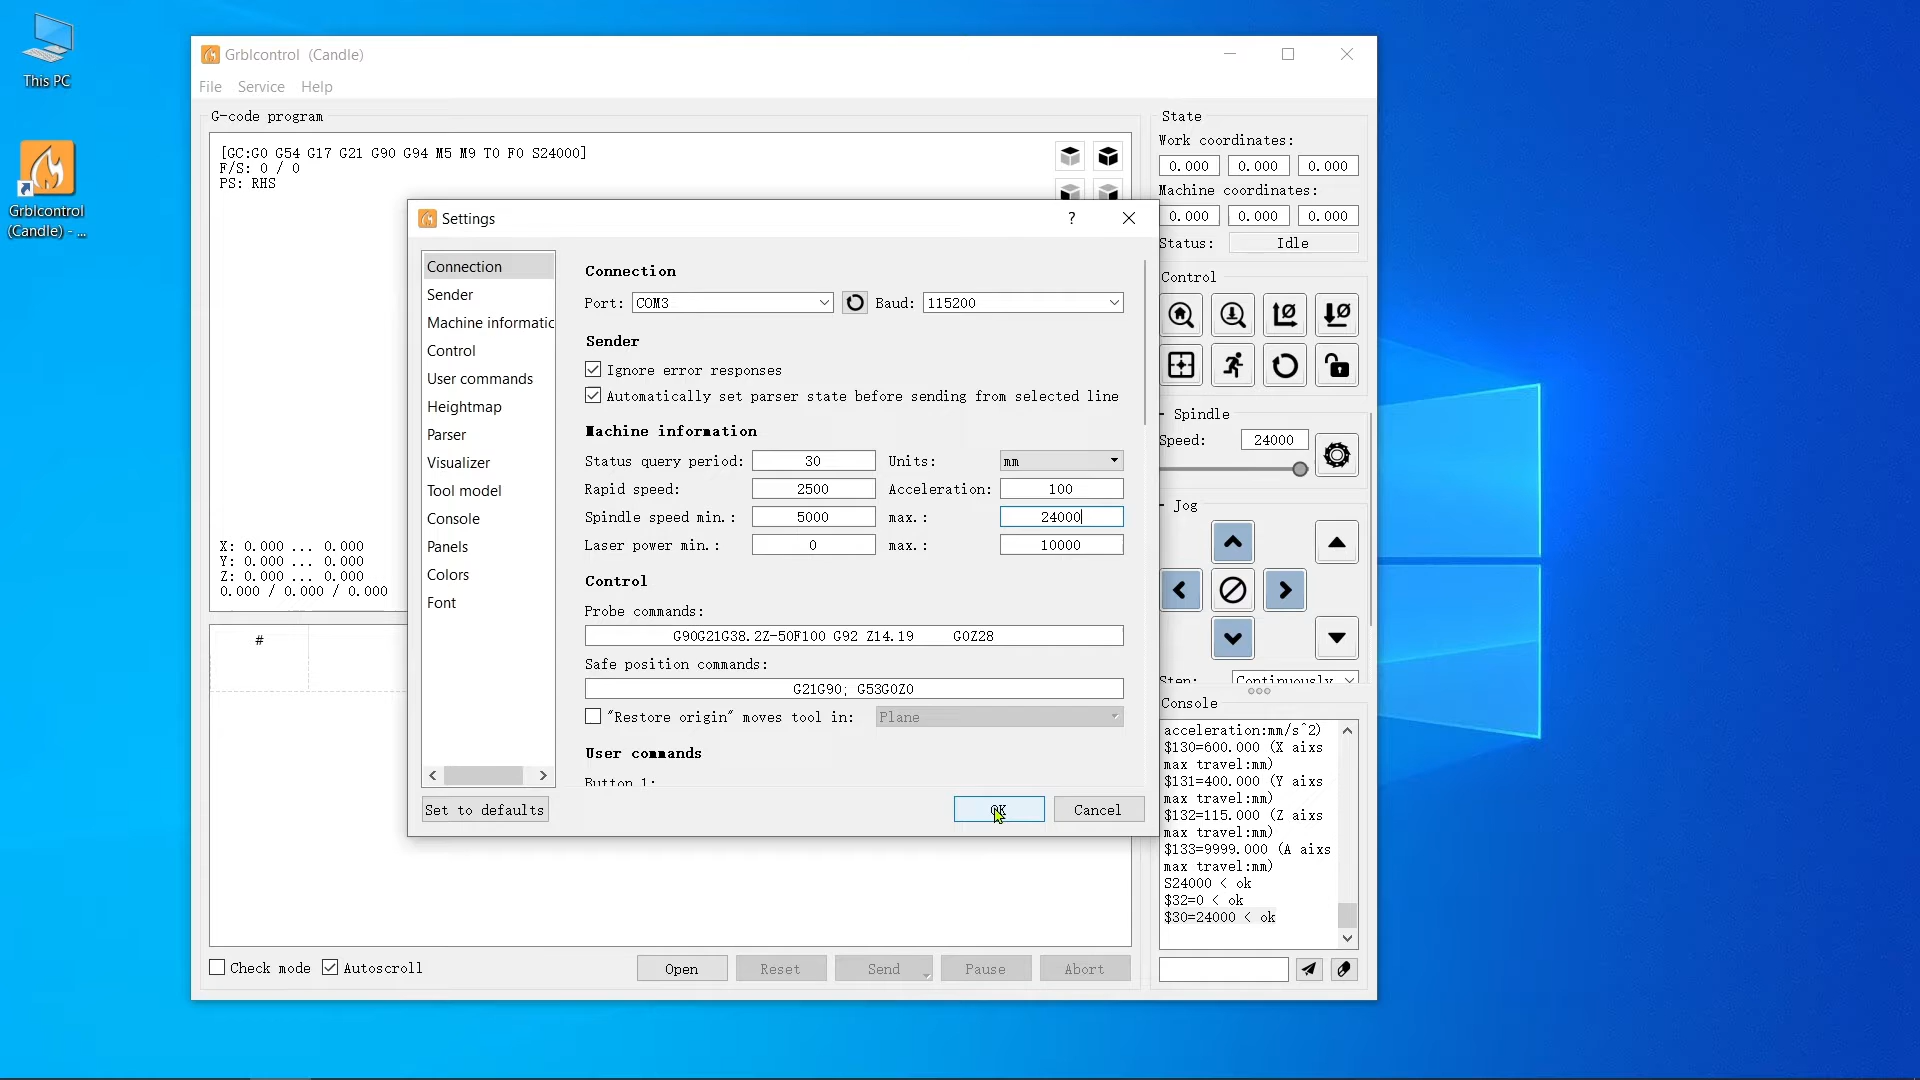 This PC
Grblcontrol
(Candle) - ...
Grblcontrol (Candle)
File Service Help
G-code program
[GC:G0 G54 G17 G21 G90 G94 M5 M9 T0 F0 S24000]
F/S: 0 / 0
PS: RHS
X: 0.000 ... 0.000
Y: 0.000 ... 0.000
Z: 0.000 ... 0.000
0.000 / 0.000 / 0.000
#
Check mode Autoscroll
Open Reset Send Pause Abort
Settings
?
Connection
Sender
Machine informatic
Control
User commands
Heightmap
Parser
Visualizer
Tool model
Console
Panels
Colors
Font
Set to defaults
Connection
Port: COM3 Baud: 115200
Sender
Ignore error responses
Automatically set parser state before sending from selected line
Machine information
Status query period: 30 Units: mm
Rapid speed: 2500 Acceleration: 100
Spindle speed min.: 5000 max.: 24000
Laser power min.: 0 max.: 10000
Control
Probe commands:
G90G21G38.2Z-50F100 G92 Z14.19 G0Z28
Safe position commands:
G21G90; G53G0Z0
"Restore origin" moves tool in: Plane
User commands
Button 1:
OK Cancel
State
Work coordinates:
0.000 0.000 0.000
Machine coordinates:
0.000 0.000 0.000
Status: Idle
Control
Spindle
Speed: 24000
Jog
Step: Continuously
Console
acceleration:mm/s^2)
$130=600.000 (X aixs
max travel:mm)
$131=400.000 (Y aixs
max travel:mm)
$132=115.000 (Z aixs
max travel:mm)
$133=9999.000 (A aixs
max travel:mm)
S24000 < ok
$32=0 < ok
$30=24000 < ok